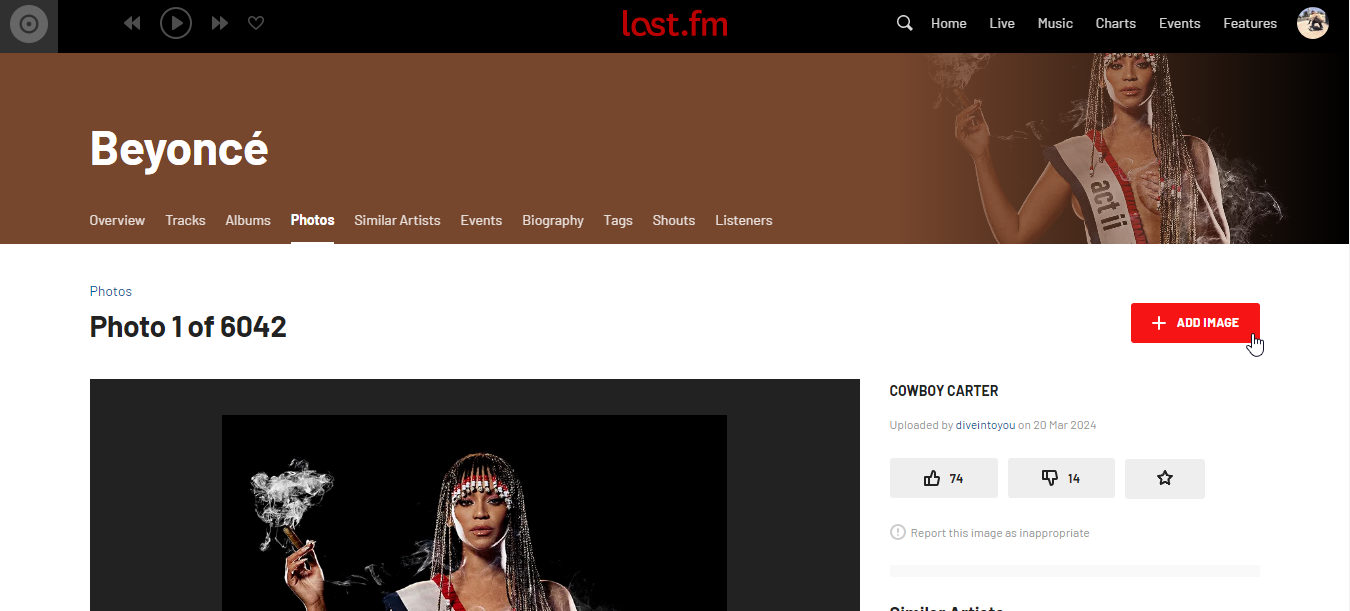 last.fm
Home Live Music Charts Events Features
act ii
Beyoncé
Overview Tracks Albums Photos Similar Artists Events Biography Tags Shouts Listeners
Photos
Photo 1 of 6042
ADD IMAGE
COWBOY CARTER
Uploaded by diveintoyou on 20 Mar 2024
74 14
Report this image as inappropriate
Similar Artists